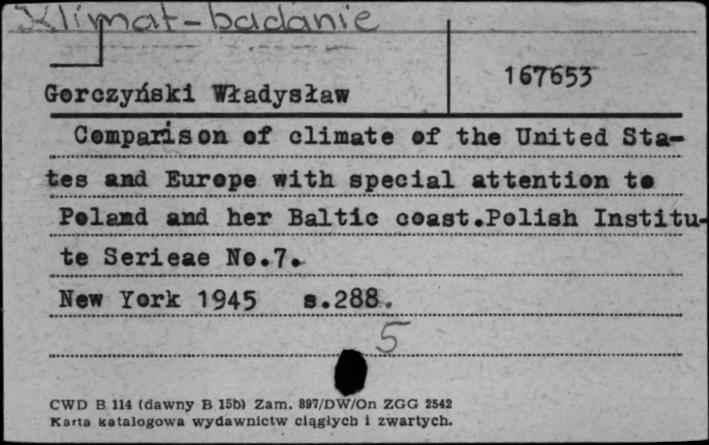 Klimat-badanie
167653
Gorczyński Władysław
Comparison of climate of the United Sta-
tes and Europe with special attention to
Poland and her Baltic coast.Polish Institu-
te Serieae No.7.
New York 1945 s.288.
5
CWD B 114 (dawny B 15b) Zam. 897/DW/On ZGG 2542
Karta katalogowa wydawnictw ciągłych i zwartych.